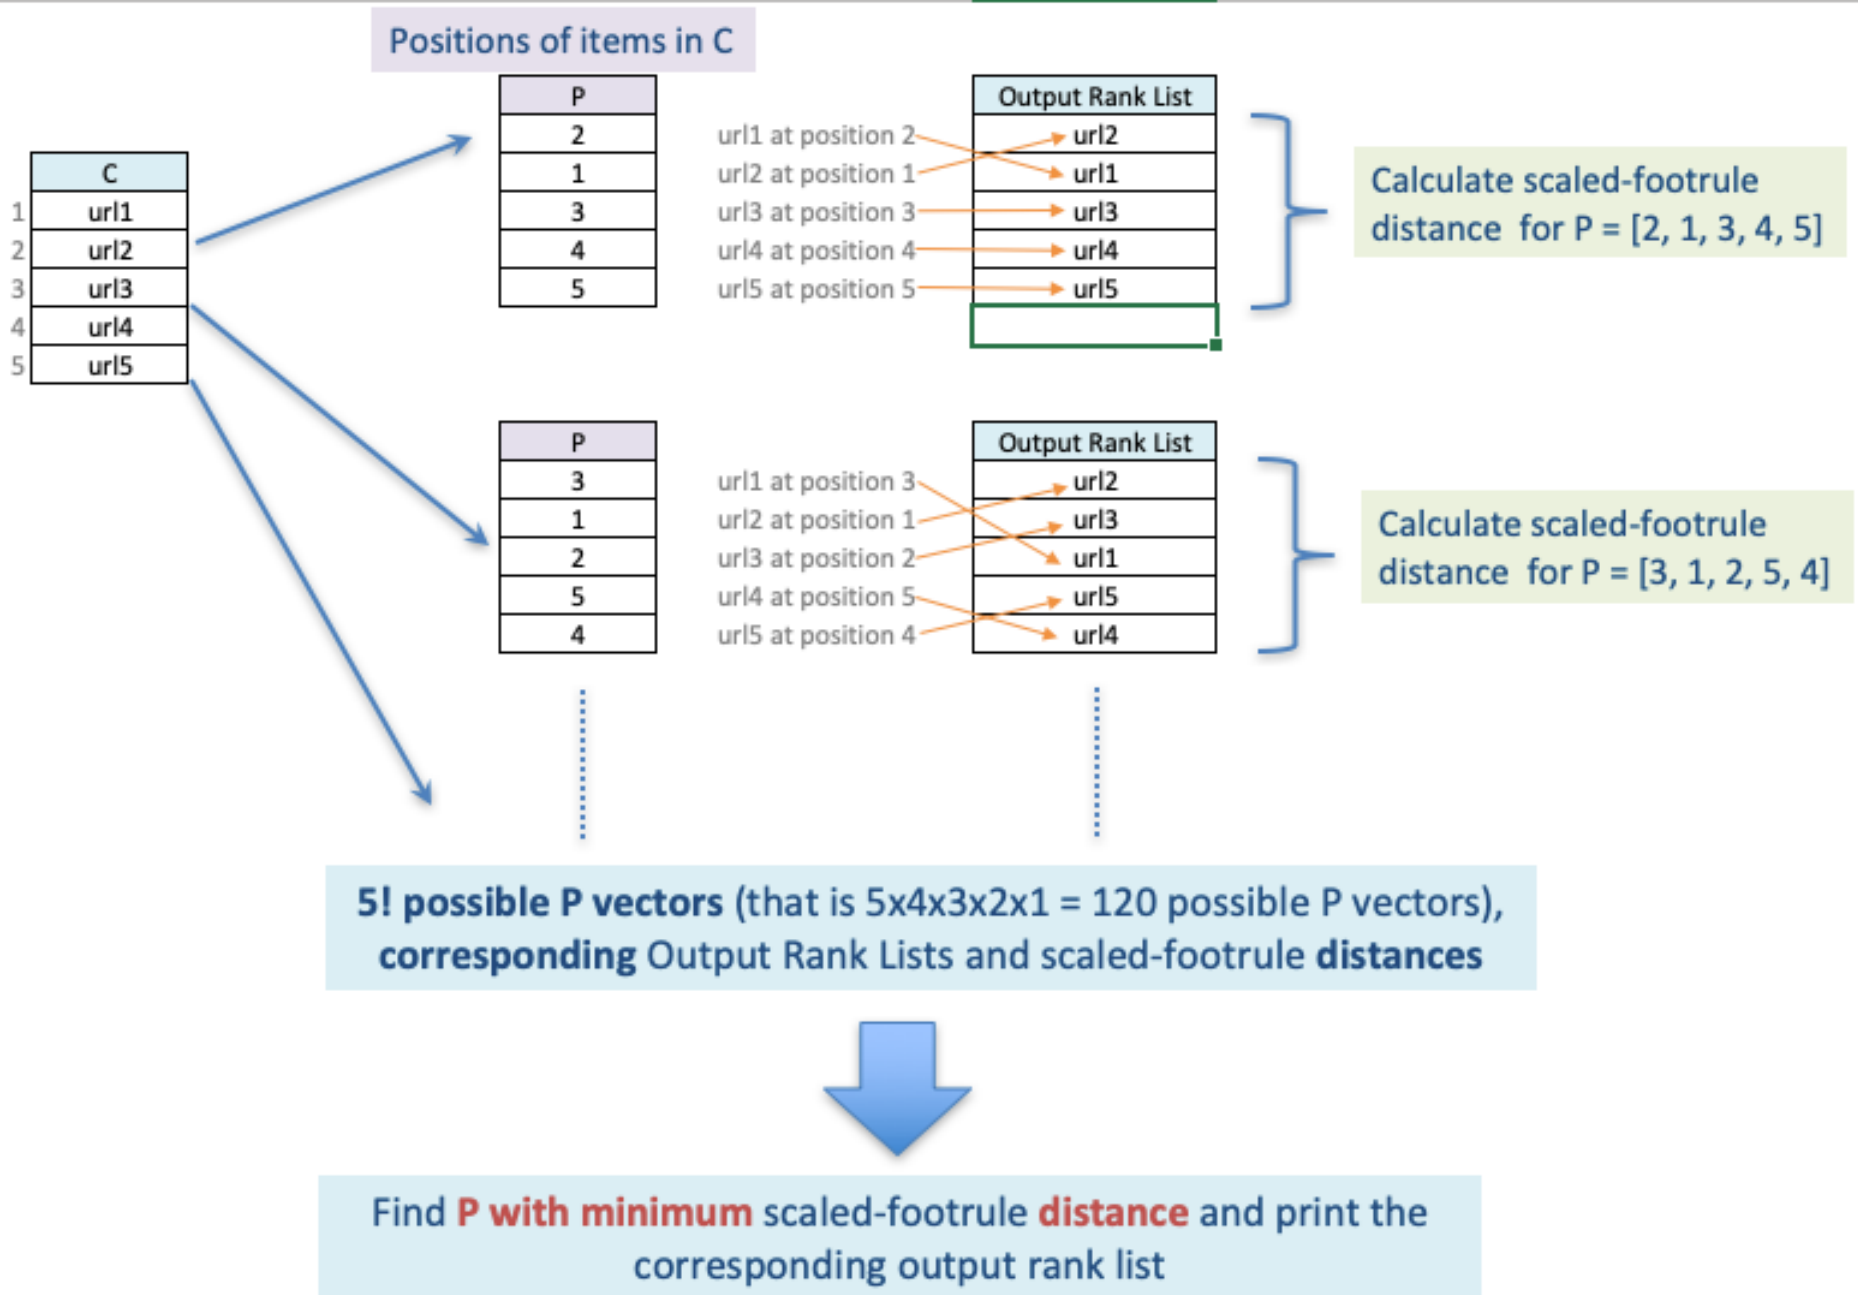 Positions of items in C
P
2
1
3
4
5
url1 at position 2
url2 at position 1
url3 at position 3
url4 at position 4
url5 at position 5
Output Rank List
url2
url1
url3
url4
url5
Calculate scaled-footrule
distance for P = [2, 1, 3, 4, 5]
C
1 url1
2 url2
3 url3
4 url4
5 url5
P
3
1
2
5
4
url1 at position 3
url2 at position 1
url3 at position 2
url4 at position 5
url5 at position 4
Output Rank List
url2
url3
url1
url5
url4
Calculate scaled-footrule
distance for P = [3, 1, 2, 5, 4]
5! possible P vectors (that is 5x4x3x2x1 = 120 possible P vectors),
corresponding Output Rank Lists and scaled-footrule distances
Find P with minimum scaled-footrule distance and print the
corresponding output rank list